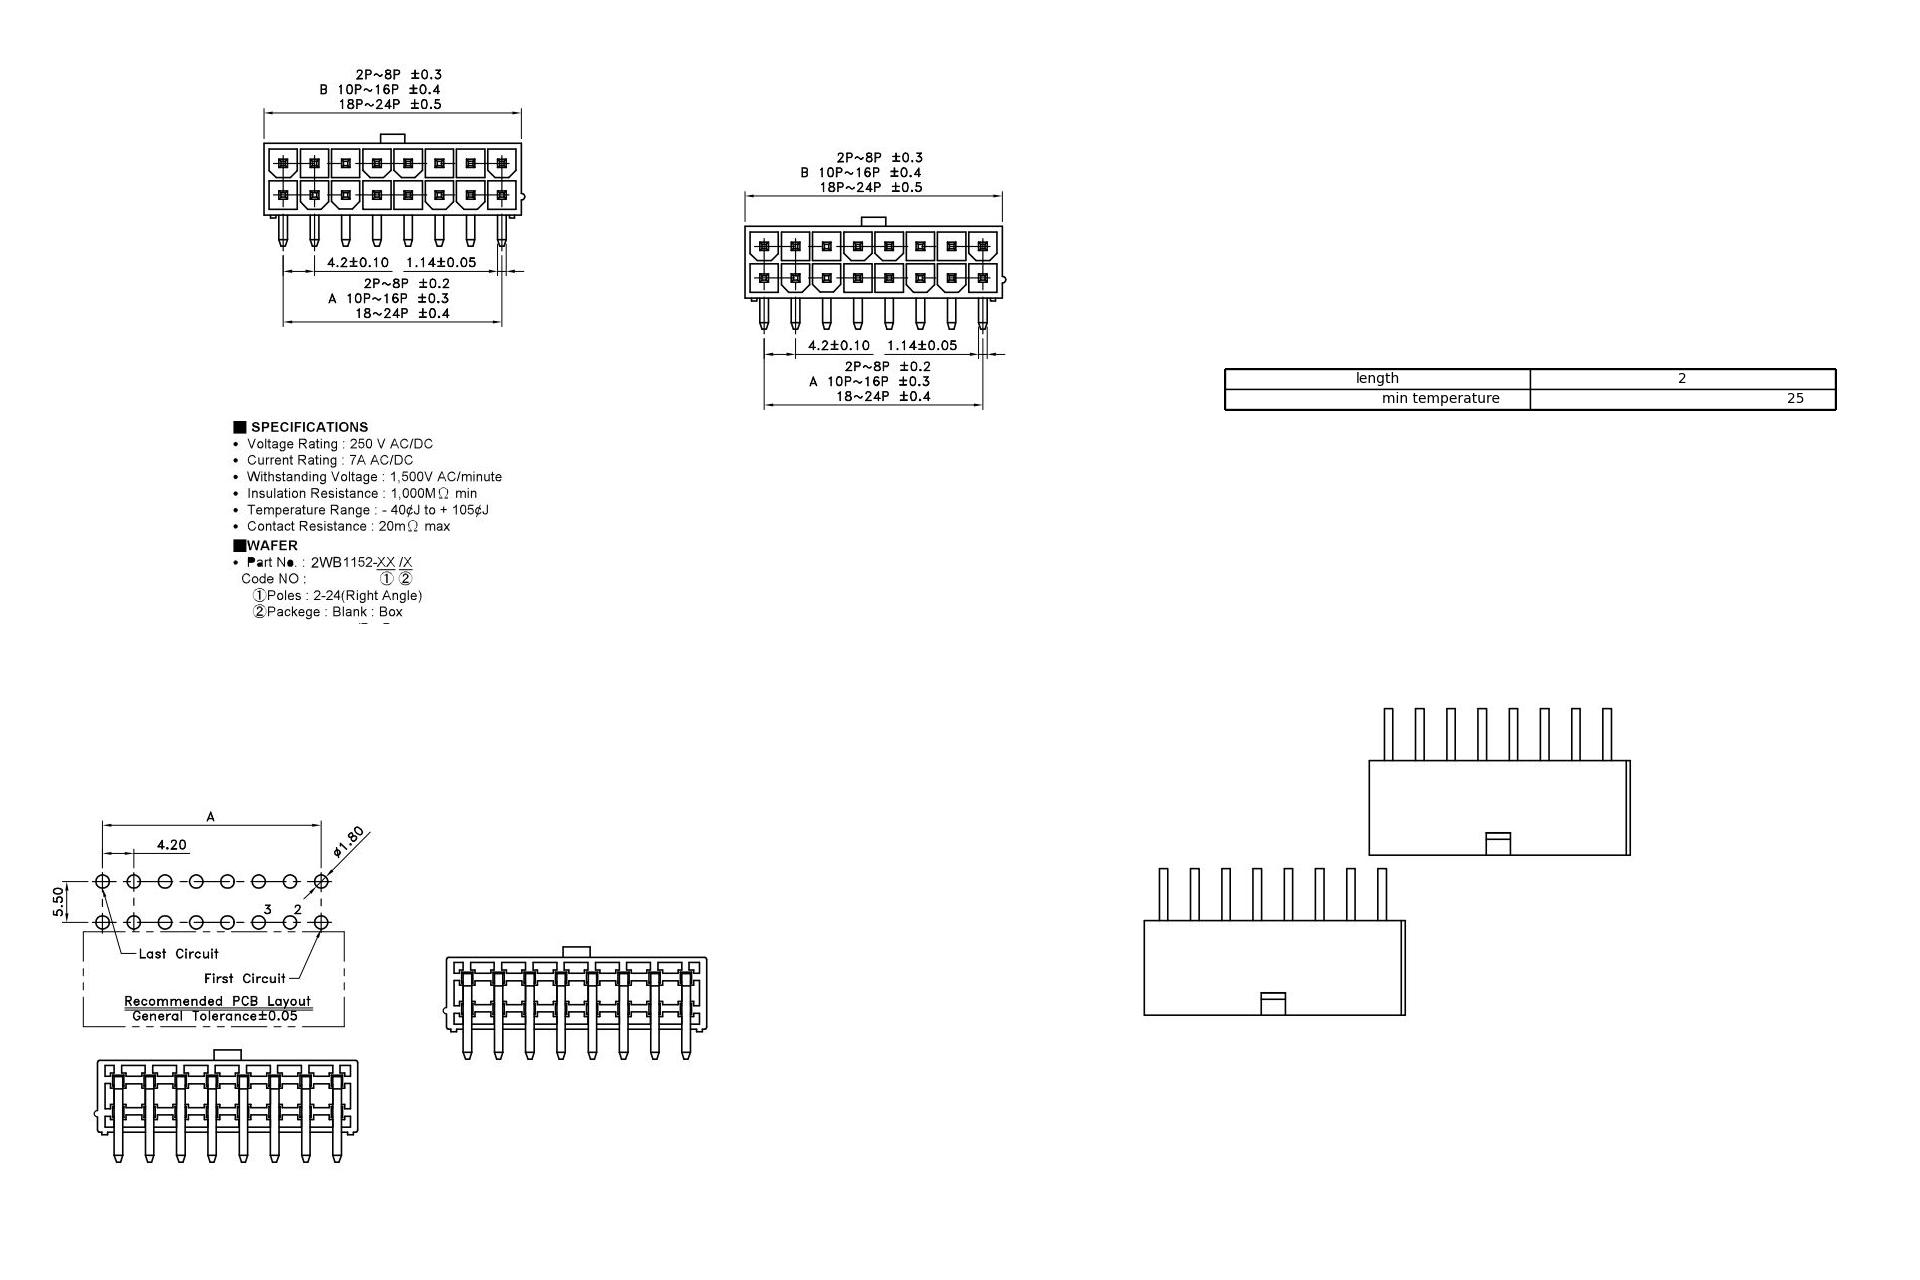 2P~8P ±0.3
B 10P~16P ±0.4
18P~24P ±0.5
4.2±0.10 1.14±0.05
2P~8P ±0.2
A 10P~16P ±0.3
18~24P ±0.4
2P~8P ±0.3
B 10P~16P ±0.4
18P~24P ±0.5
4.2±0.10 1.14±0.05
2P~8P ±0.2
A 10P~16P ±0.3
18~24P ±0.4
length 2
min temperature 25
■ SPECIFICATIONS
• Voltage Rating : 250 V AC/DC
• Current Rating : 7A AC/DC
• Withstanding Voltage : 1,500V AC/minute
• Insulation Resistance : 1,000MΩ min
• Temperature Range : - 40¢J to + 105¢J
• Contact Resistance : 20mΩ max
■WAFER
• Part No. : 2WB1152-XX /X
Code NO : ① ②
①Poles : 2-24(Right Angle)
②Packege : Blank : Box
A
4.20
ø1.80
5.50
3 2
Last Circuit
First Circuit
Recommended PCB Layout
General Tolerance±0.05